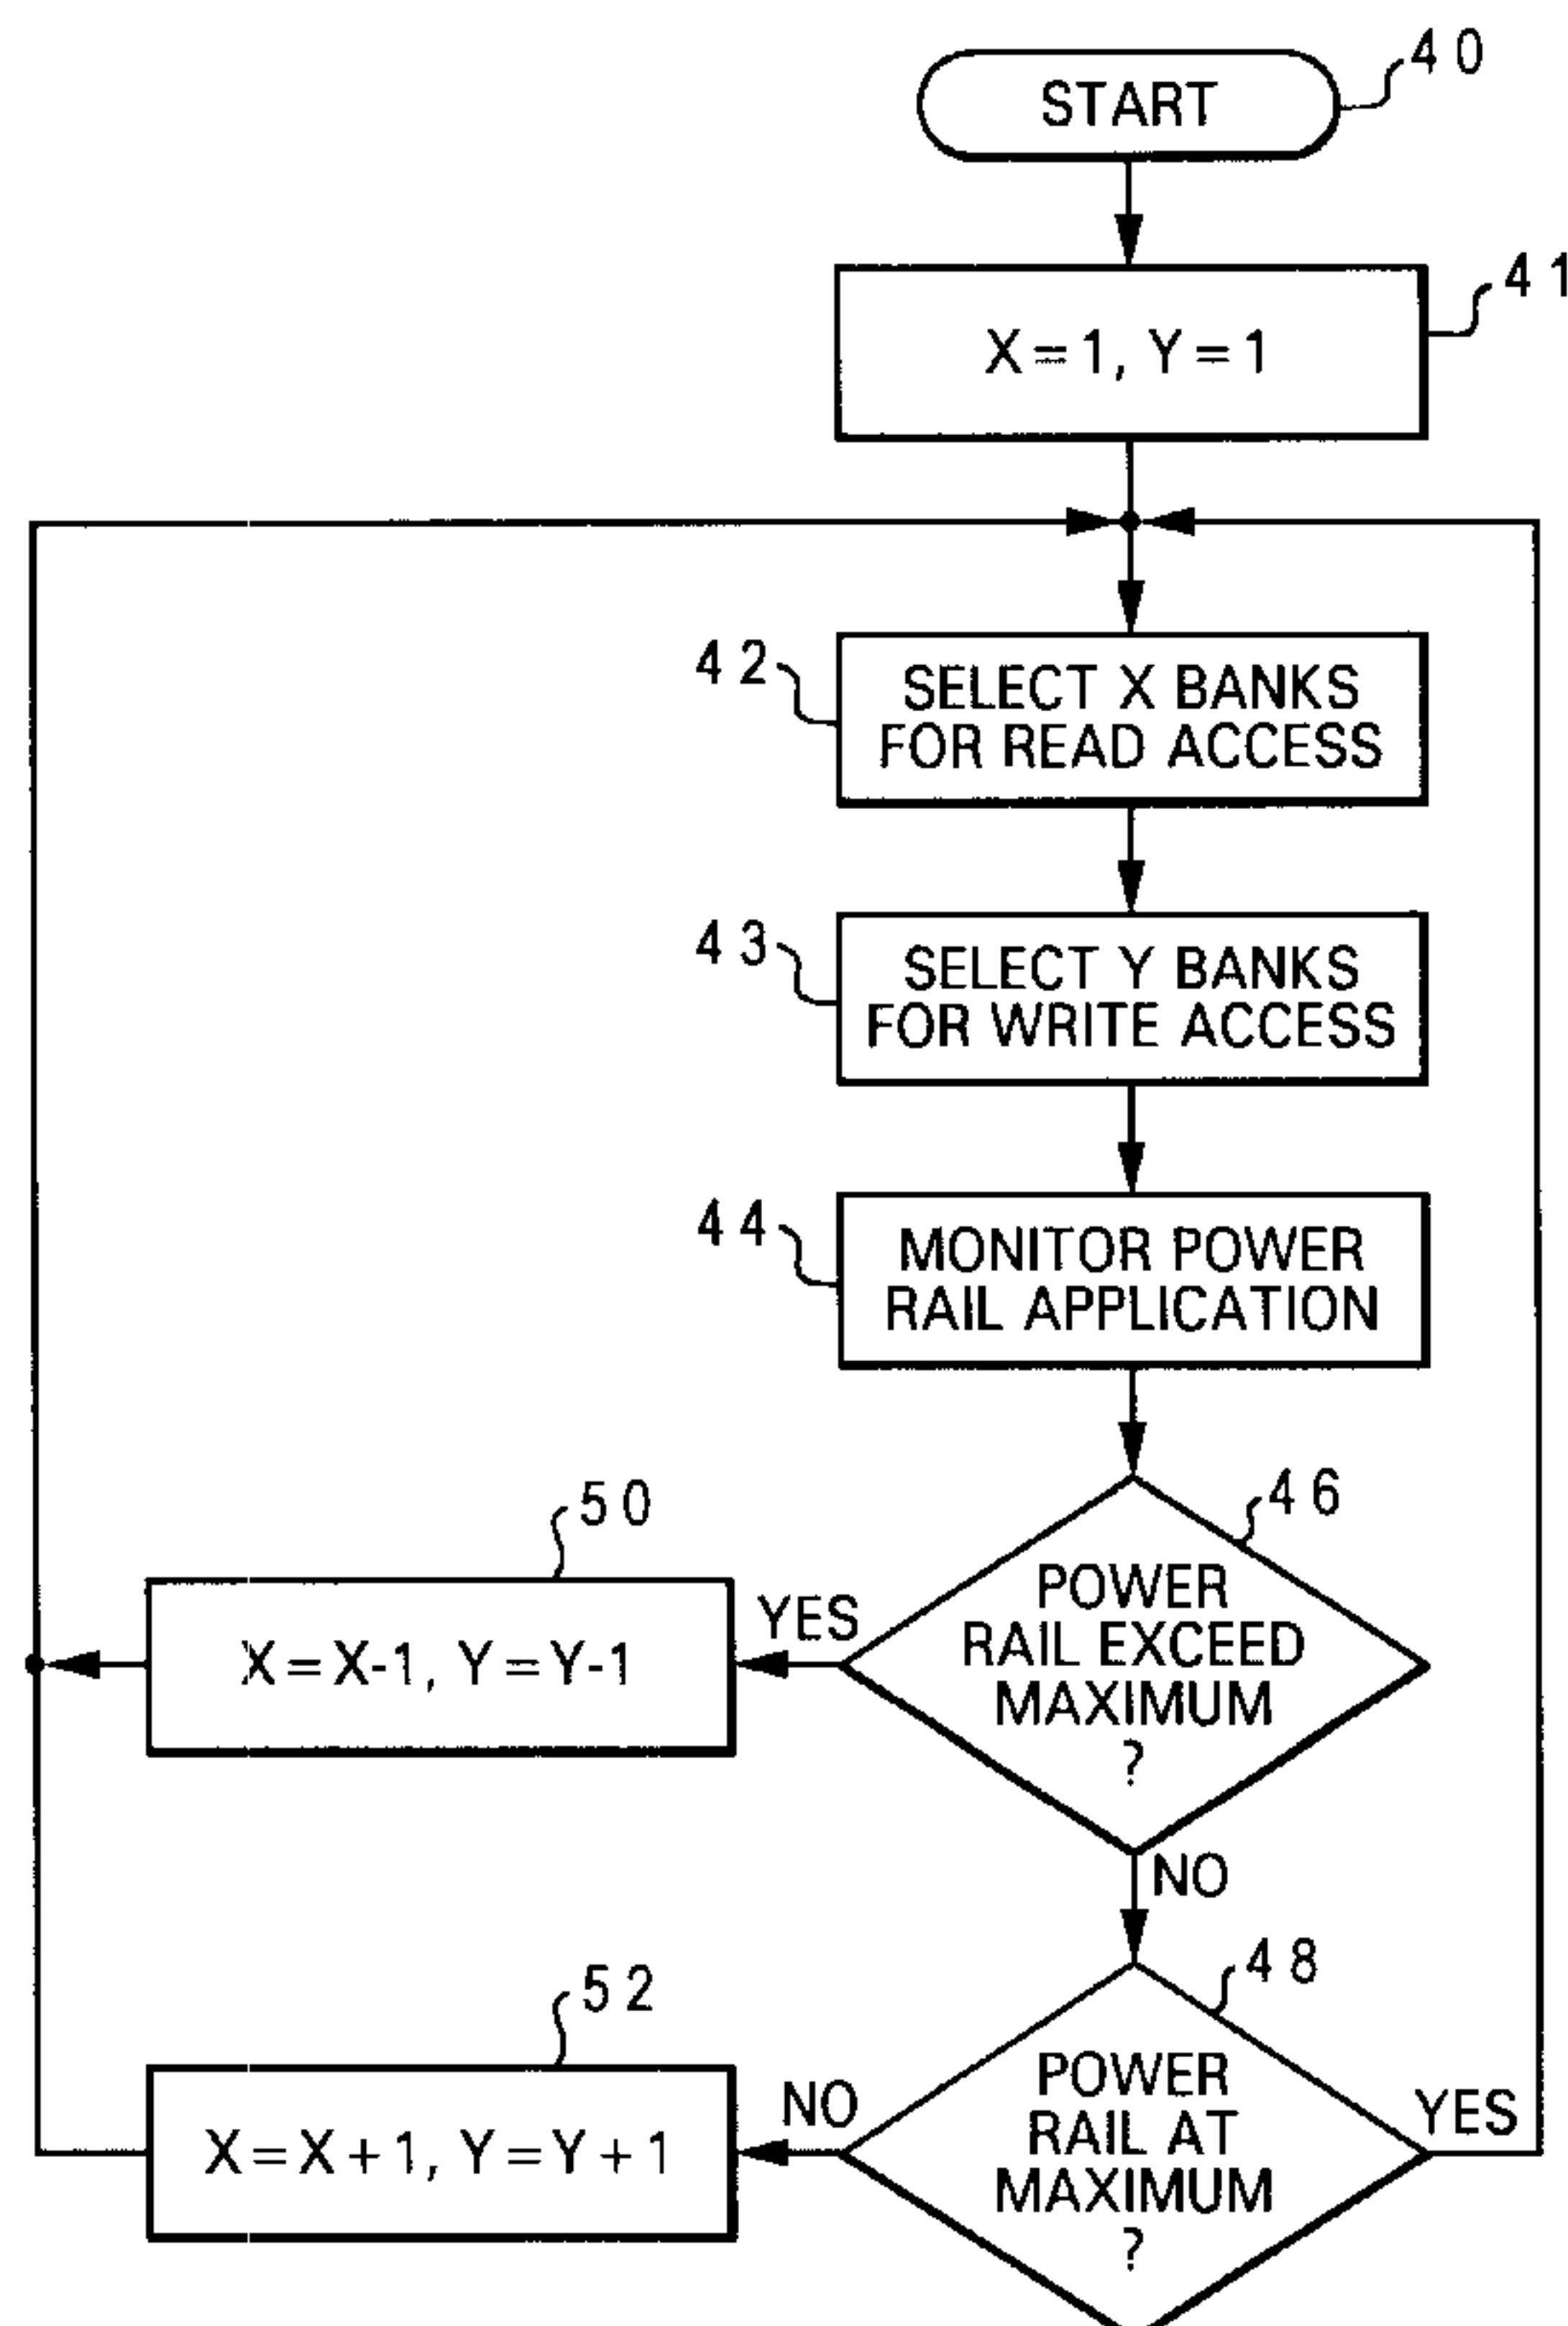 40
START
41
X=1, Y=1
42
SELECT X BANKS
FOR READ ACCESS
43
SELECT Y BANKS
FOR WRITE ACCESS
44
MONITOR POWER
RAIL APPLICATION
46
POWER
RAIL EXCEED
MAXIMUM
?
YES
50
X=X-1, Y=Y-1
NO
48
POWER
RAIL AT
MAXIMUM
?
YES
NO
52
X=X+1, Y=Y+1